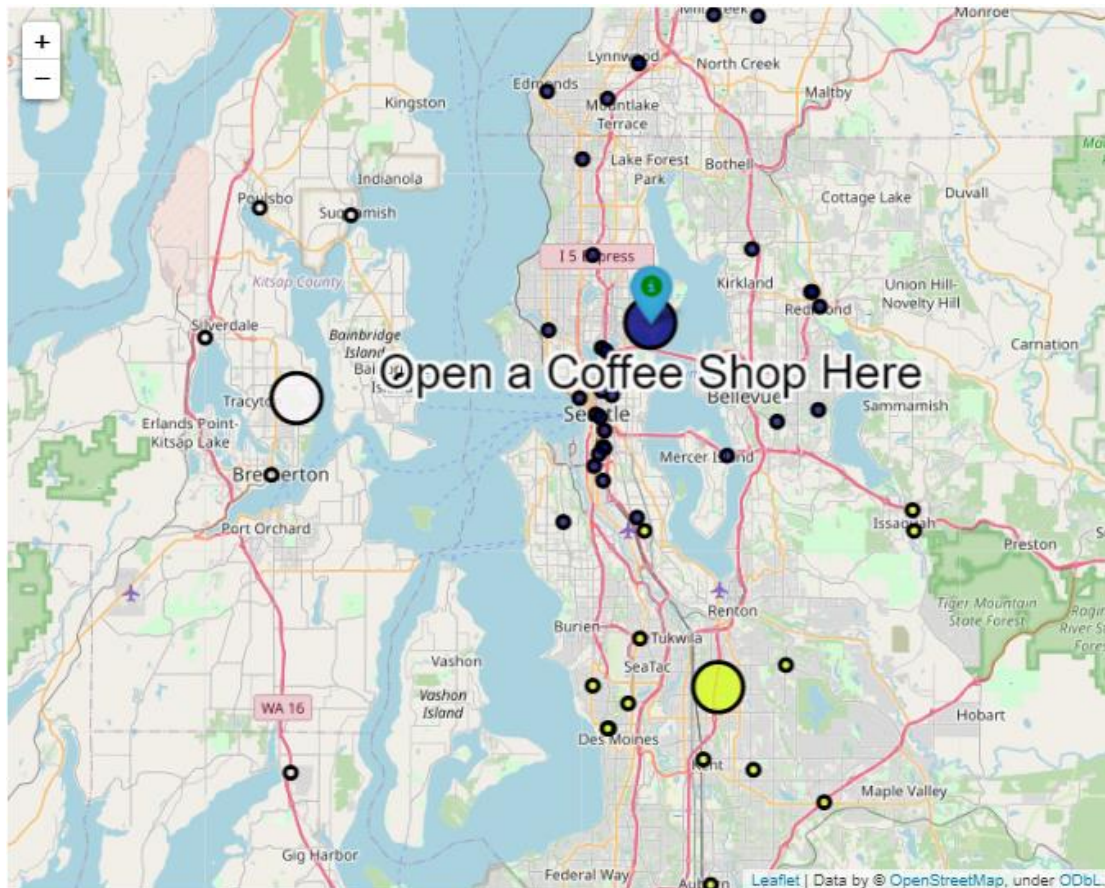 +
−
Monroe
Lynnwood
North Creek
Edmonds
Maltby
Kingston
Mountlake
Terrace
Lake Forest
Park
Bothell
Indianola
Cottage Lake
Duvall
Poulsbo
I 5 Express
Kitsap County
Kirkland
Union Hill-
Novelty Hill
Redmond
Silverdale
Bainbridge
Island
Carnation
Open a Coffee Shop Here
Bellevue
Sammamish
Seattle
Erlands Point-
Kitsap Lake
Mercer Island
Bremerton
Port Orchard
Issaquah
Preston
Renton
Tiger Mountain
State Forest
River
Burien
Tukwila
SeaTac
Vashon
Vashon
Island
WA 16
Hobart
Des Moines
Kent
Maple Valley
Gig Harbor
Federal Way
Auburn
Leaflet | Data by © OpenStreetMap, under ODbL.